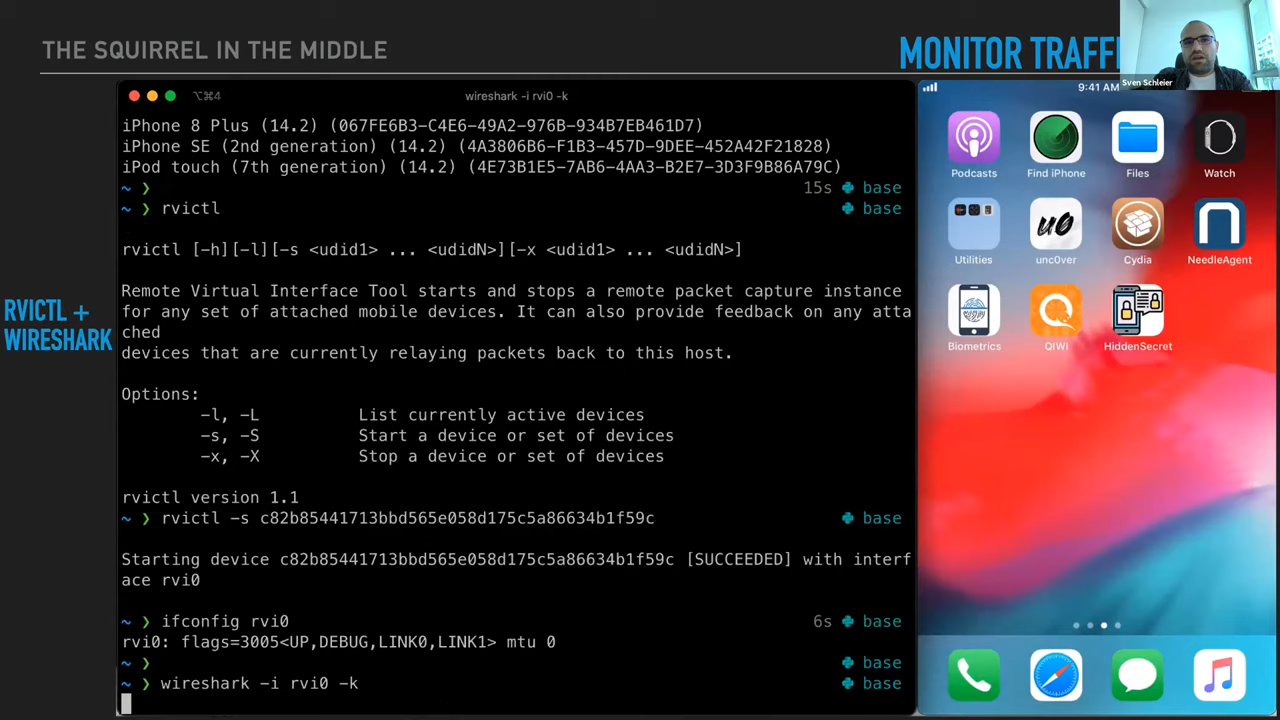 THE SQUIRREL IN THE MIDDLE
MONITOR TRAFFI
Sven Schleier
RVICTL +
WIRESHARK
⌥⌘4
wireshark -i rvi0 -k
iPhone 8 Plus (14.2) (067FE6B3-C4E6-49A2-976B-934B7EB461D7)
iPhone SE (2nd generation) (14.2) (4A3806B6-F1B3-457D-9DEE-452A42F21828)
iPod touch (7th generation) (14.2) (4E73B1E5-7AB6-4AA3-B2E7-3D3F9B86A79C)
~ ❯ 15s base
~ ❯ rvictl base
rvictl [-h][-l][-s <udid1> ... <udidN>][-x <udid1> ... <udidN>]
Remote Virtual Interface Tool starts and stops a remote packet capture instance
for any set of attached mobile devices. It can also provide feedback on any atta
ched
devices that are currently relaying packets back to this host.
Options:
-l, -L List currently active devices
-s, -S Start a device or set of devices
-x, -X Stop a device or set of devices
rvictl version 1.1
~ ❯ rvictl -s c82b85441713bbd565e058d175c5a86634b1f59c base
Starting device c82b85441713bbd565e058d175c5a86634b1f59c [SUCCEEDED] with interf
ace rvi0
~ ❯ ifconfig rvi0 6s base
rvi0: flags=3005<UP,DEBUG,LINK0,LINK1> mtu 0
~ ❯ base
~ ❯ wireshark -i rvi0 -k base
9:41 AM
Podcasts Find iPhone Files Watch
Utilities unc0ver Cydia NeedleAgent
Biometrics QIWI HiddenSecret